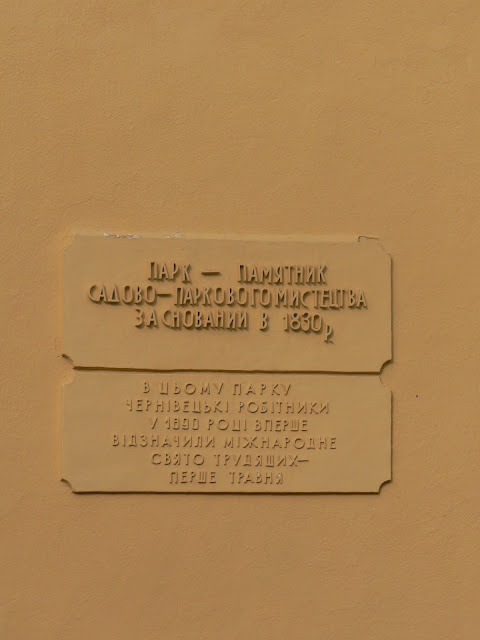 ПАРК — ПАМЯТНИК
САДОВО—ПАРКОВОГО МИСТЕЦТВА
ЗАСНОВАНИЙ В 1830 р
В ЦЬОМУ ПАРКУ
ЧЕРНІВЕЦЬКІ РОБІТНИКИ
У 1890 РОЦІ ВПЕРШЕ
ВІДЗНАЧИЛИ МІЖНАРОДНЕ
СВЯТО ТРУДЯЩИХ—
ПЕРШЕ ТРАВНЯ